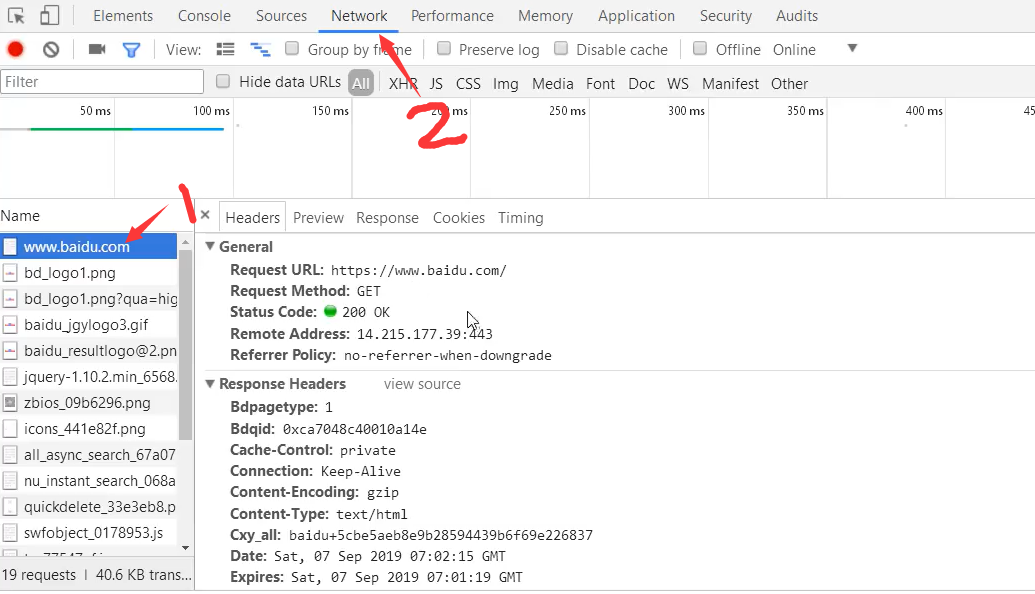 Elements Console Sources Network Performance Memory Application Security Audits
View: Group by frame Preserve log Disable cache Offline Online
Filter Hide data URLs All XHR JS CSS Img Media Font Doc WS Manifest Other
50 ms 100 ms 150 ms 200 ms 250 ms 300 ms 350 ms 400 ms 45
2
1
Name
www.baidu.com
bd_logo1.png
bd_logo1.png?qua=hig
baidu_jgylogo3.gif
baidu_resultlogo@2.pn
jquery-1.10.2.min_6568.
zbios_09b6296.png
icons_441e82f.png
all_async_search_67a07
nu_instant_search_068a
quickdelete_33e3eb8.p
swfobject_0178953.js
19 requests | 40.6 KB trans...
× Headers Preview Response Cookies Timing
General
Request URL: https://www.baidu.com/
Request Method: GET
Status Code: 200 OK
Remote Address: 14.215.177.39:443
Referrer Policy: no-referrer-when-downgrade
Response Headers view source
Bdpagetype: 1
Bdqid: 0xca7048c40010a14e
Cache-Control: private
Connection: Keep-Alive
Content-Encoding: gzip
Content-Type: text/html
Cxy_all: baidu+5cbe5aeb8e9b28594439b6f69e226837
Date: Sat, 07 Sep 2019 07:02:15 GMT
Expires: Sat, 07 Sep 2019 07:01:19 GMT